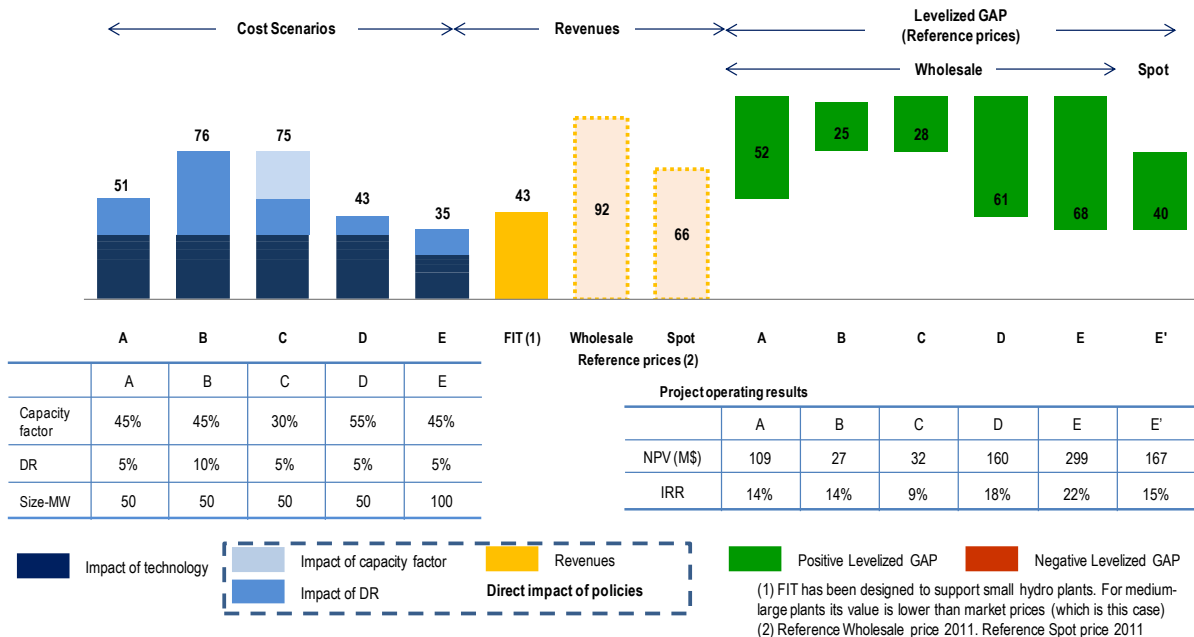 Cost Scenarios
Revenues
Levelized GAP
(Reference prices)
Wholesale
Spot
51
76
75
43
35
43
92
66
52
25
28
61
68
40
A
B
C
D
E
FIT (1)
Wholesale
Spot
Reference prices (2)
A
B
C
D
E
E'
A B C D E
Capacity factor 45% 45% 30% 55% 45%
DR 5% 10% 5% 5% 5%
Size-MW 50 50 50 50 100
Project operating results
A B C D E E'
NPV (M$) 109 27 32 160 299 167
IRR 14% 14% 9% 18% 22% 15%
Impact of technology
Impact of capacity factor
Impact of DR
Revenues
Direct impact of policies
Positive Levelized GAP
Negative Levelized GAP
(1) FIT has been designed to support small hydro plants. For medium-
large plants its value is lower than market prices (which is this case)
(2) Reference Wholesale price 2011. Reference Spot price 2011